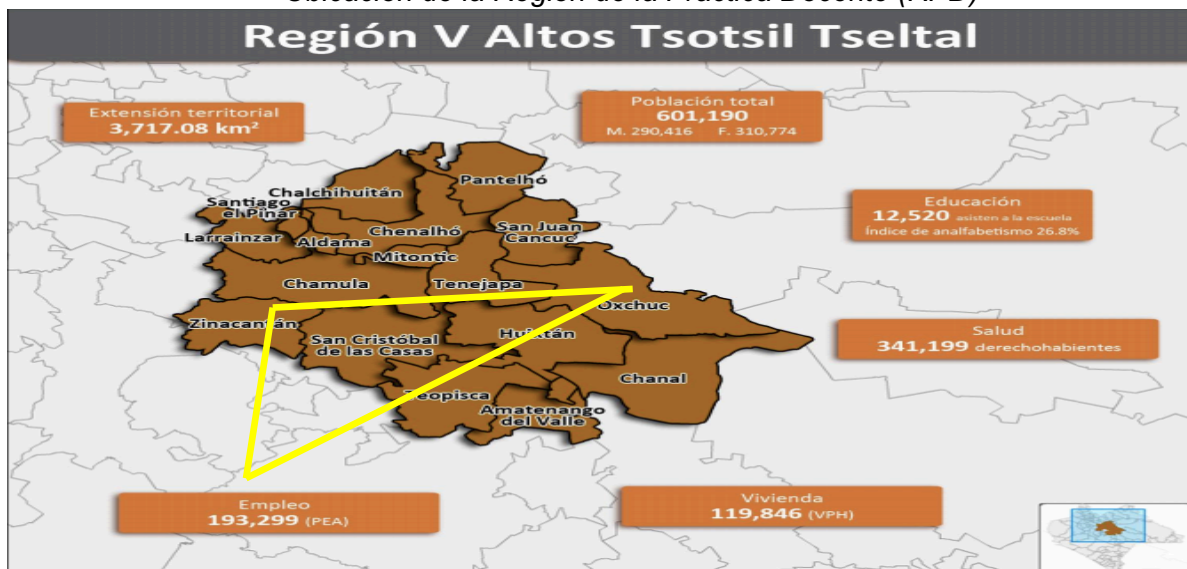 Región V Altos Tsotsil Tseltal
Extensión territorial
3,717.08 km²
Población total
601,190
M. 290,416 F. 310,774
Educación
12,520 asisten a la escuela
Índice de analfabetismo 26.8%
Pantelhó
Chalchihuitán
Santiago
el Pinar
San Juan
Cancuc
Chenalhó
Larrainzar
Aldama
Mitontic
Chamula
Tenejapa
Oxchuc
Zinacantán
San Cristóbal
de las Casas
Huixtán
Chanal
Teopisca
Amatenango
del Valle
Salud
341,199 derechohabientes
Empleo
193,299 (PEA)
Vivienda
119,846 (VPH)